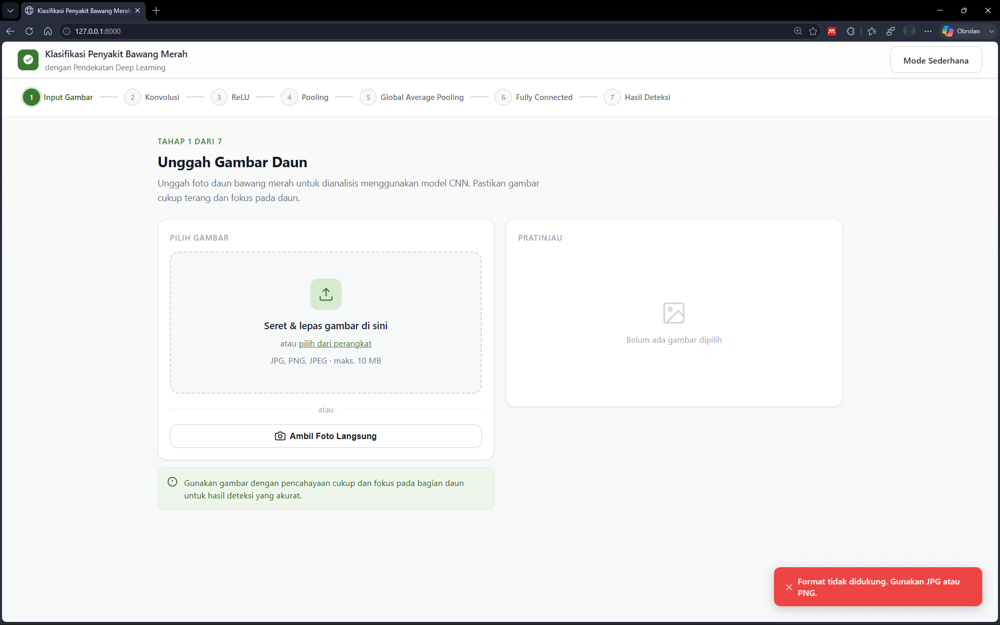 Klasifikasi Penyakit Bawang Merah
127.0.0.1:8000
Obrolan
Klasifikasi Penyakit Bawang Merah
dengan Pendekatan Deep Learning
Mode Sederhana
1 Input Gambar
2 Konvolusi
3 ReLU
4 Pooling
5 Global Average Pooling
6 Fully Connected
7 Hasil Deteksi
TAHAP 1 DARI 7
Unggah Gambar Daun
Unggah foto daun bawang merah untuk dianalisis menggunakan model CNN. Pastikan gambar
cukup terang dan fokus pada daun.
PILIH GAMBAR
Seret & lepas gambar di sini
atau pilih dari perangkat
JPG, PNG, JPEG · maks. 10 MB
atau
Ambil Foto Langsung
Gunakan gambar dengan pencahayaan cukup dan fokus pada bagian daun
untuk hasil deteksi yang akurat.
PRATINJAU
Belum ada gambar dipilih
Format tidak didukung. Gunakan JPG atau
PNG.